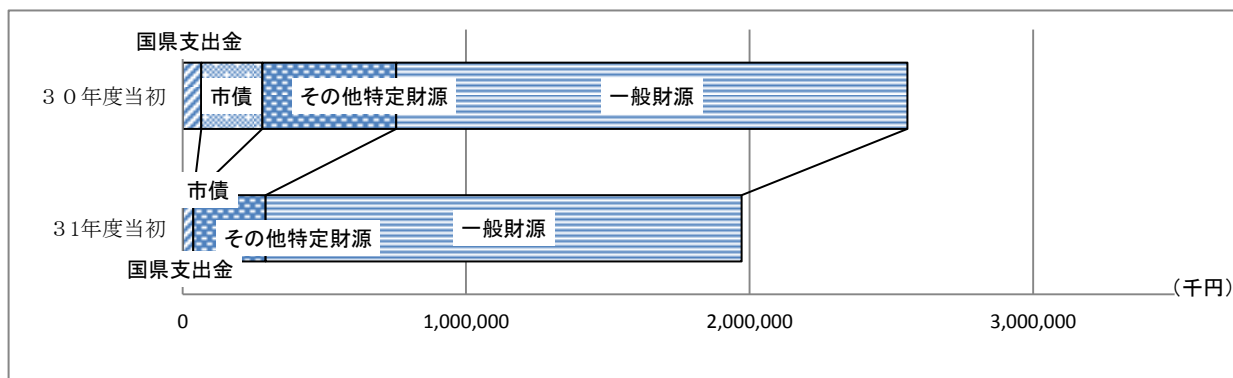 国県支出金
30年度当初
市債
その他特定財源
一般財源
市債
31年度当初
その他特定財源
一般財源
国県支出金
(千円)
0
1,000,000
2,000,000
3,000,000